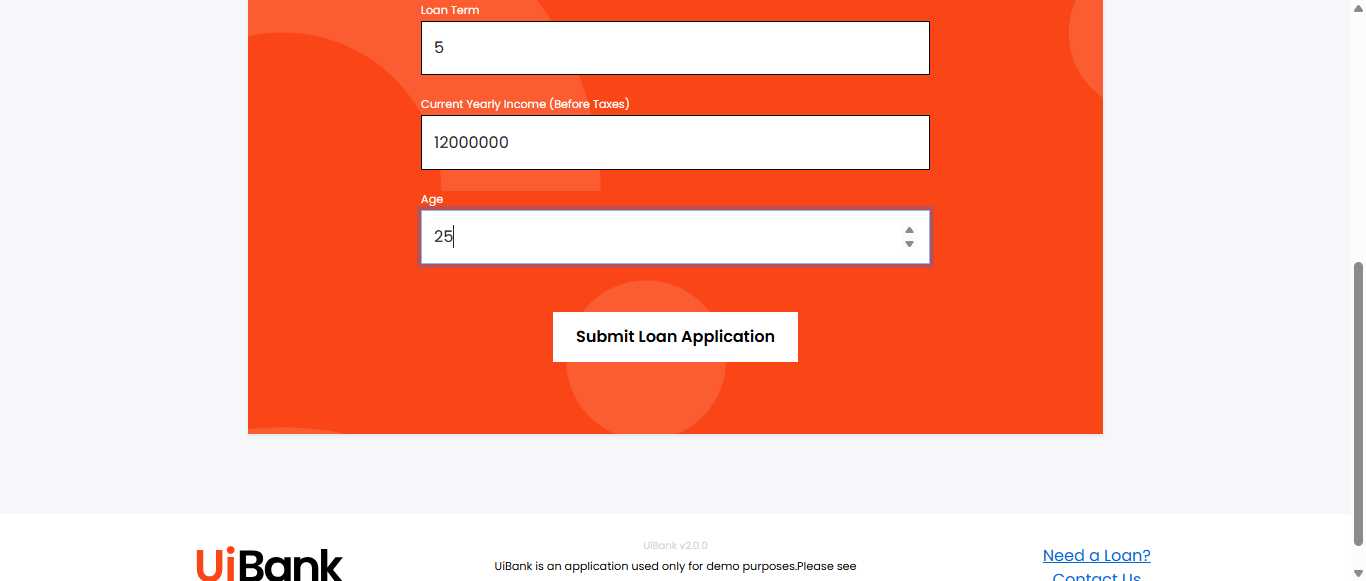 Loan Term
5
Current Yearly Income (Before Taxes)
12000000
Age
25
Submit Loan Application
UiBank
UiBank v2.0.0
UiBank is an application used only for demo purposes.Please see
Need a Loan?
Contact Us